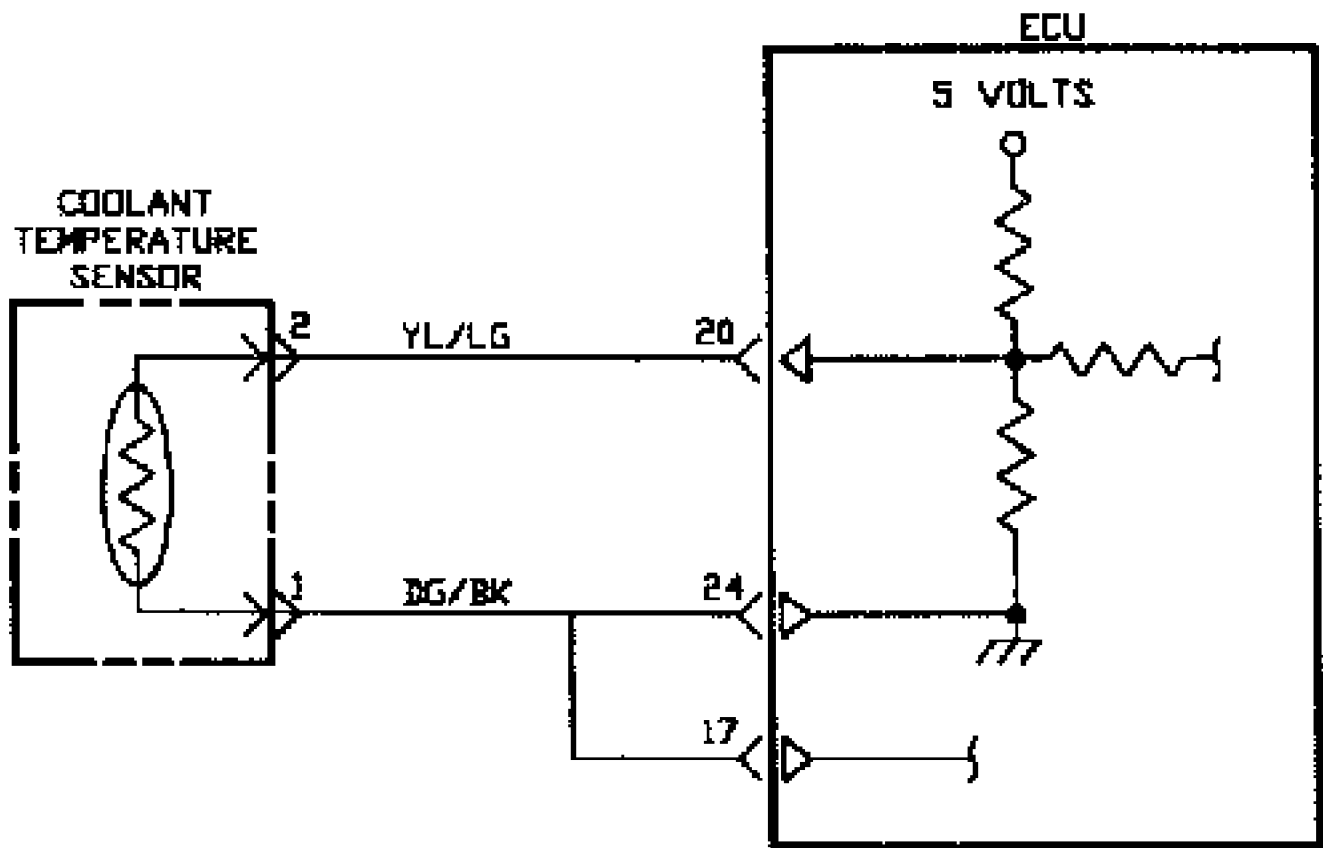 ECU
5 VOLTS
COOLANT
TEMPERATURE
SENSOR
2 YL/LG 20
1 DG/BK 24
17